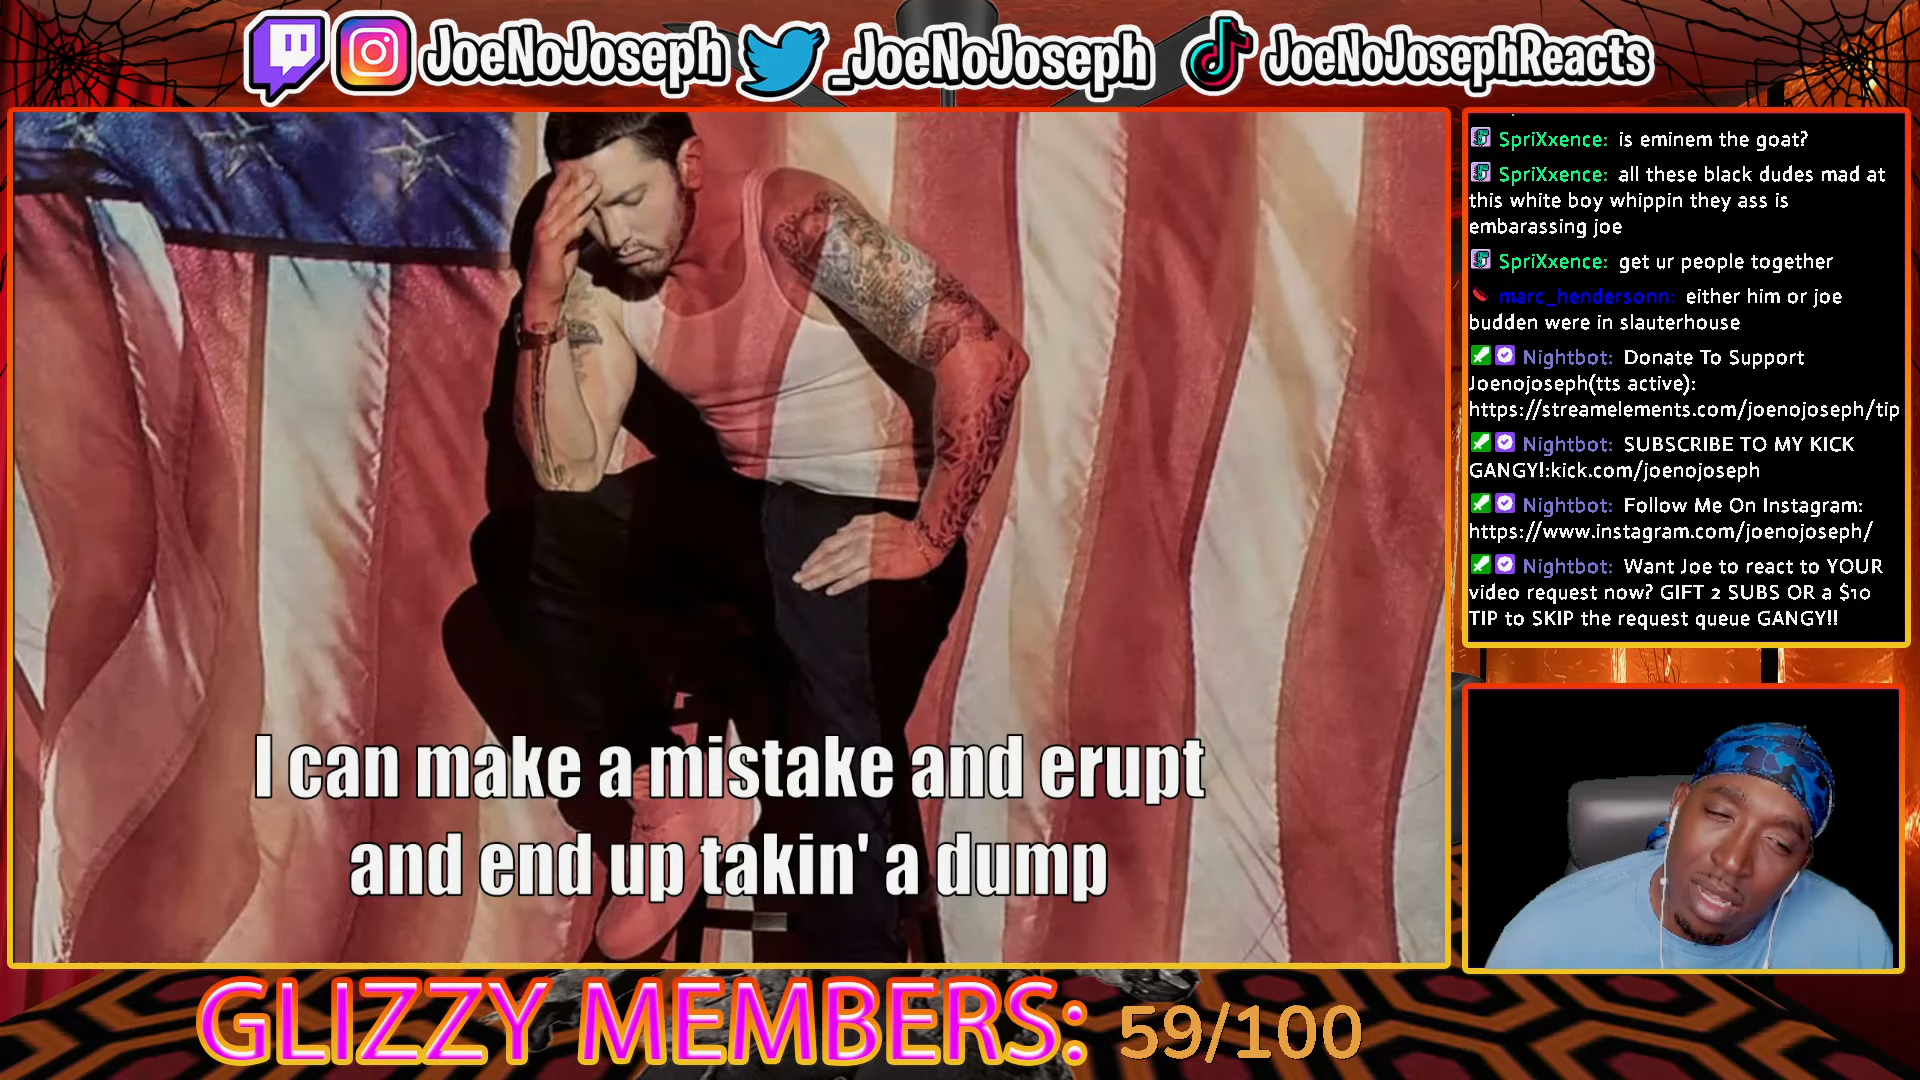 JoeNoJoseph _JoeNoJoseph JoeNoJosephReacts
SpriXxence: is eminem the goat?
SpriXxence: all these black dudes mad at
this white boy whippin they ass is
embarassing joe
SpriXxence: get ur people together
marc_hendersonn: either him or joe
budden were in slauterhouse
Nightbot: Donate To Support
Joenojoseph(tts active):
https://streamelements.com/joenojoseph/tip
Nightbot: SUBSCRIBE TO MY KICK
GANGY!:kick.com/joenojoseph
Nightbot: Follow Me On Instagram:
https://www.instagram.com/joenojoseph/
Nightbot: Want Joe to react to YOUR
video request now? GIFT 2 SUBS OR a $10
TIP to SKIP the request queue GANGY!!
I can make a mistake and erupt
and end up takin' a dump
GLIZZY MEMBERS: 59/100